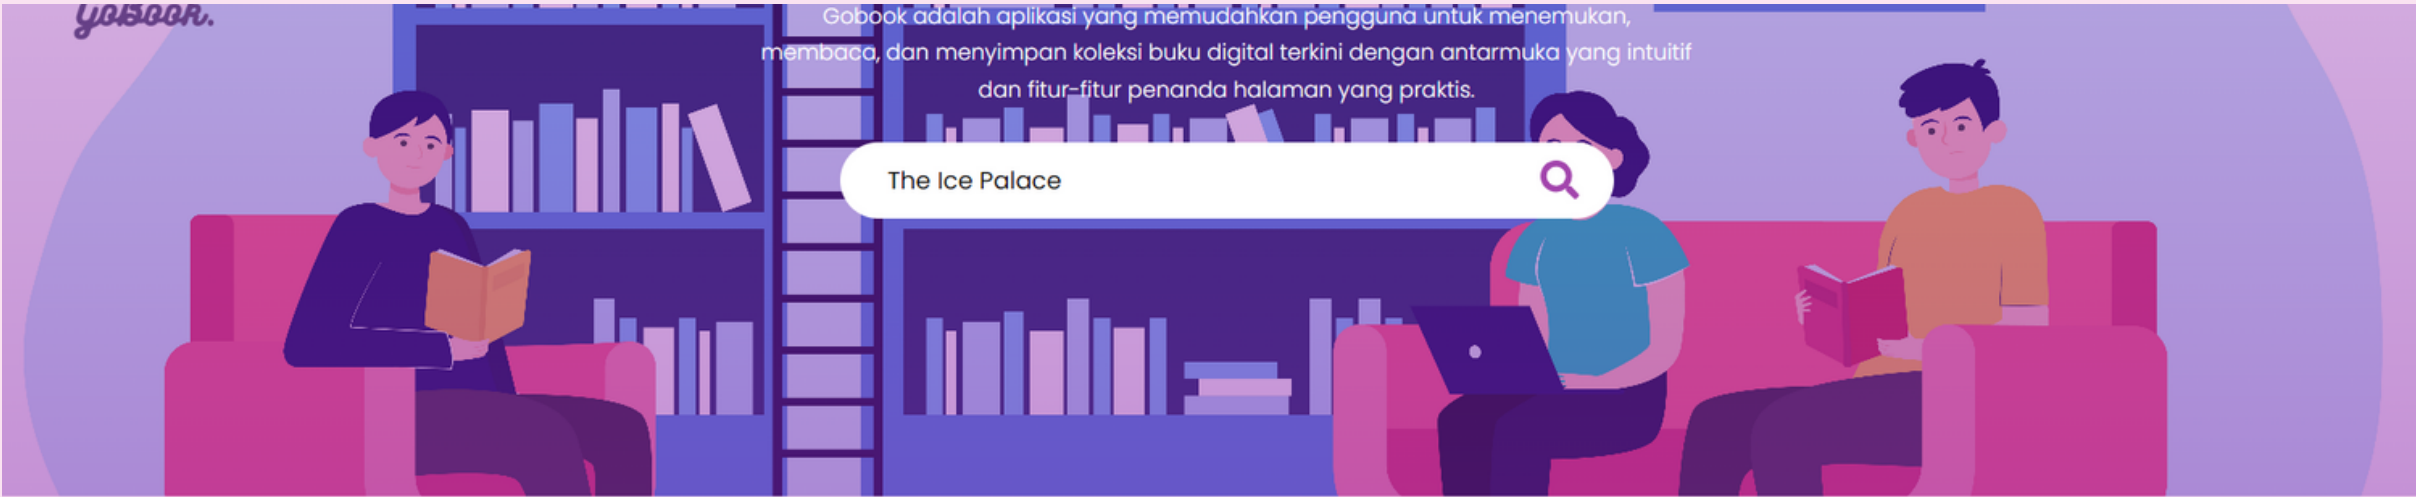 GoBook.
Gobook adalah aplikasi yang memudahkan pengguna untuk menemukan,
membaca, dan menyimpan koleksi buku digital terkini dengan antarmuka yang intuitif
dan fitur-fitur penanda halaman yang praktis.
The Ice Palace